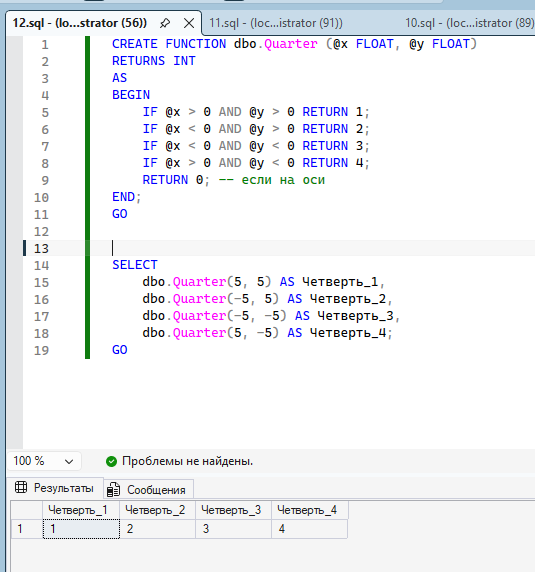 12.sql - (lo...strator (56))* 11.sql - (loc...istrator (91)) 10.sql - (loc...istrator (89)
1 CREATE FUNCTION dbo.Quarter (@x FLOAT, @y FLOAT)
2 RETURNS INT
3 AS
4 BEGIN
5 IF @x > 0 AND @y > 0 RETURN 1;
6 IF @x < 0 AND @y > 0 RETURN 2;
7 IF @x < 0 AND @y < 0 RETURN 3;
8 IF @x > 0 AND @y < 0 RETURN 4;
9 RETURN 0; -- если на оси
10 END;
11 GO
12
13
14 SELECT
15 dbo.Quarter(5, 5) AS Четверть_1,
16 dbo.Quarter(-5, 5) AS Четверть_2,
17 dbo.Quarter(-5, -5) AS Четверть_3,
18 dbo.Quarter(5, -5) AS Четверть_4;
19 GO
100 % Проблемы не найдены.
Результаты Сообщения
Четверть_1 Четверть_2 Четверть_3 Четверть_4
1 1 2 3 4